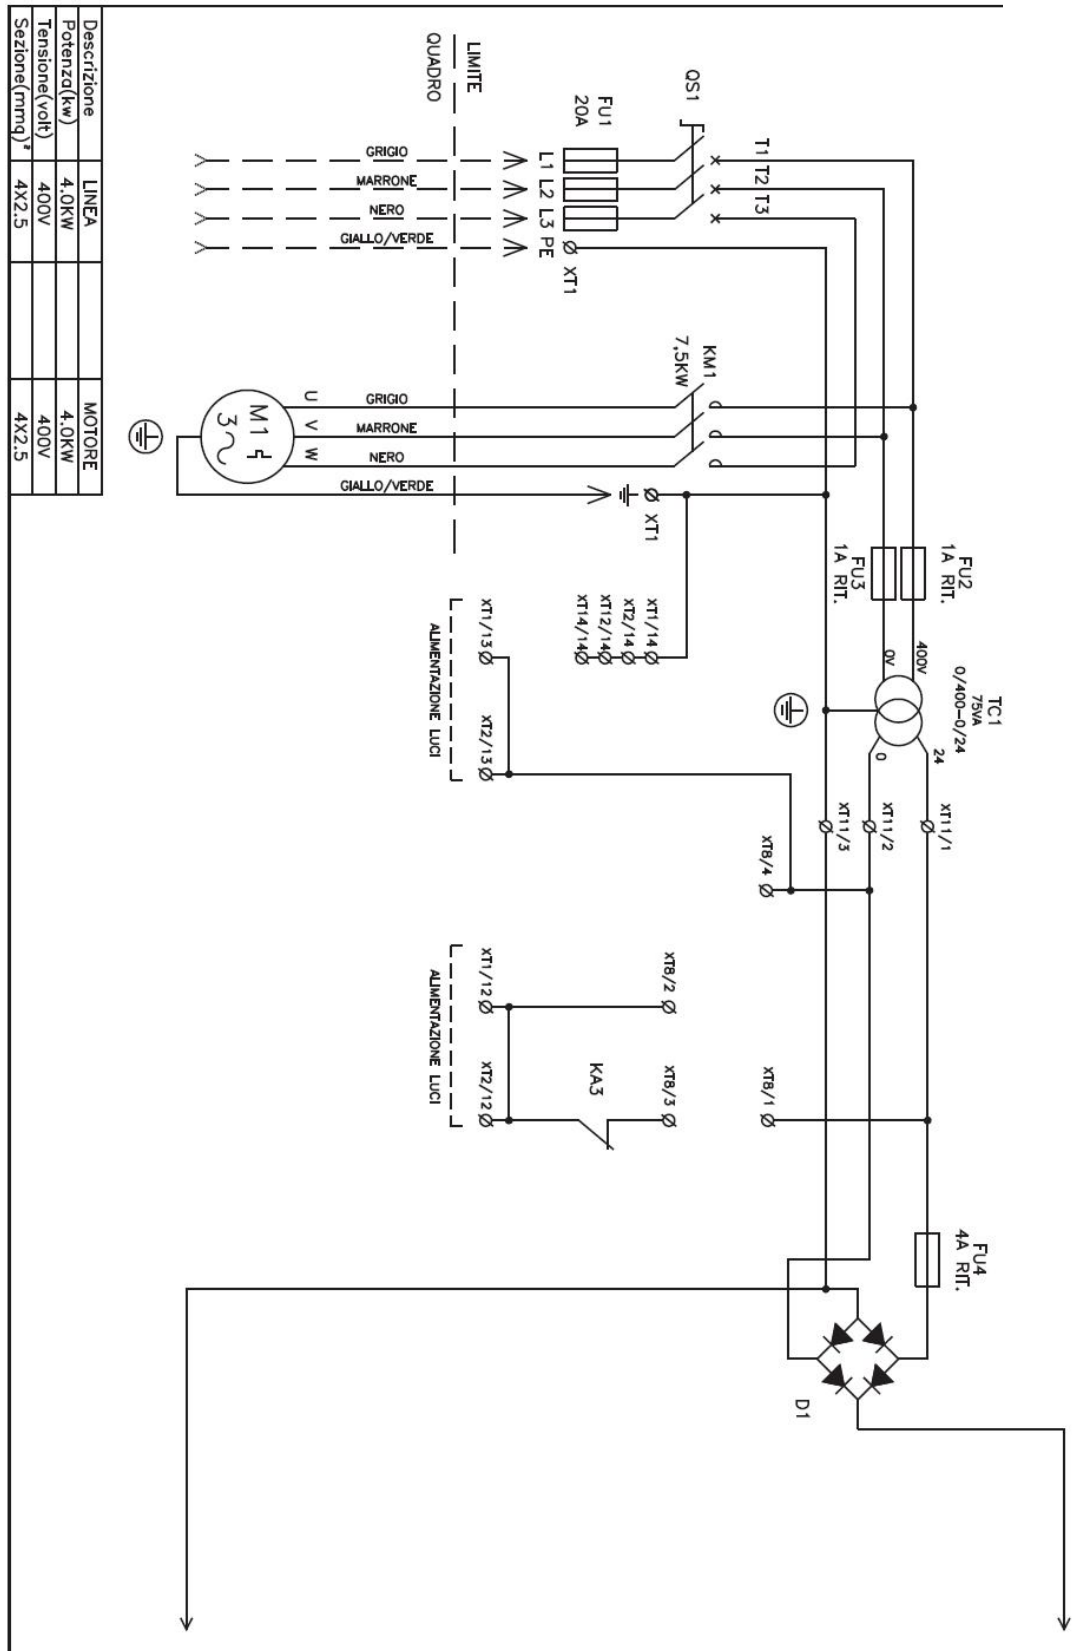 Descrizione
LINEA
MOTORE
Potenza(kw)
4.0KW
4.0KW
Tensione(volt)
400V
400V
Sezione(mmq)²
4X2.5
4X2.5
LIMITE
QUADRO
GRIGIO
MARRONE
NERO
GIALLO/VERDE
L1
L2
L3
PE
XT1
FU1
20A
QS1
T1
T2
T3
KM1
7,5KW
U
V
W
GRIGIO
MARRONE
NERO
GIALLO/VERDE
M1
3
XT1
FU2
1A RIT.
FU3
1A RIT.
XT1/14
XT2/14
XT12/14
XT14/14
XT1/13
XT2/13
ALIMENTAZIONE LUCI
400V
0V
TC1
75VA
0/400-0/24
24
0
XT11/1
XT11/2
XT11/3
XT8/4
XT1/12
XT2/12
ALIMENTAZIONE LUCI
XT8/2
XT8/3
KA3
XT8/1
FU4
4A RIT.
D1